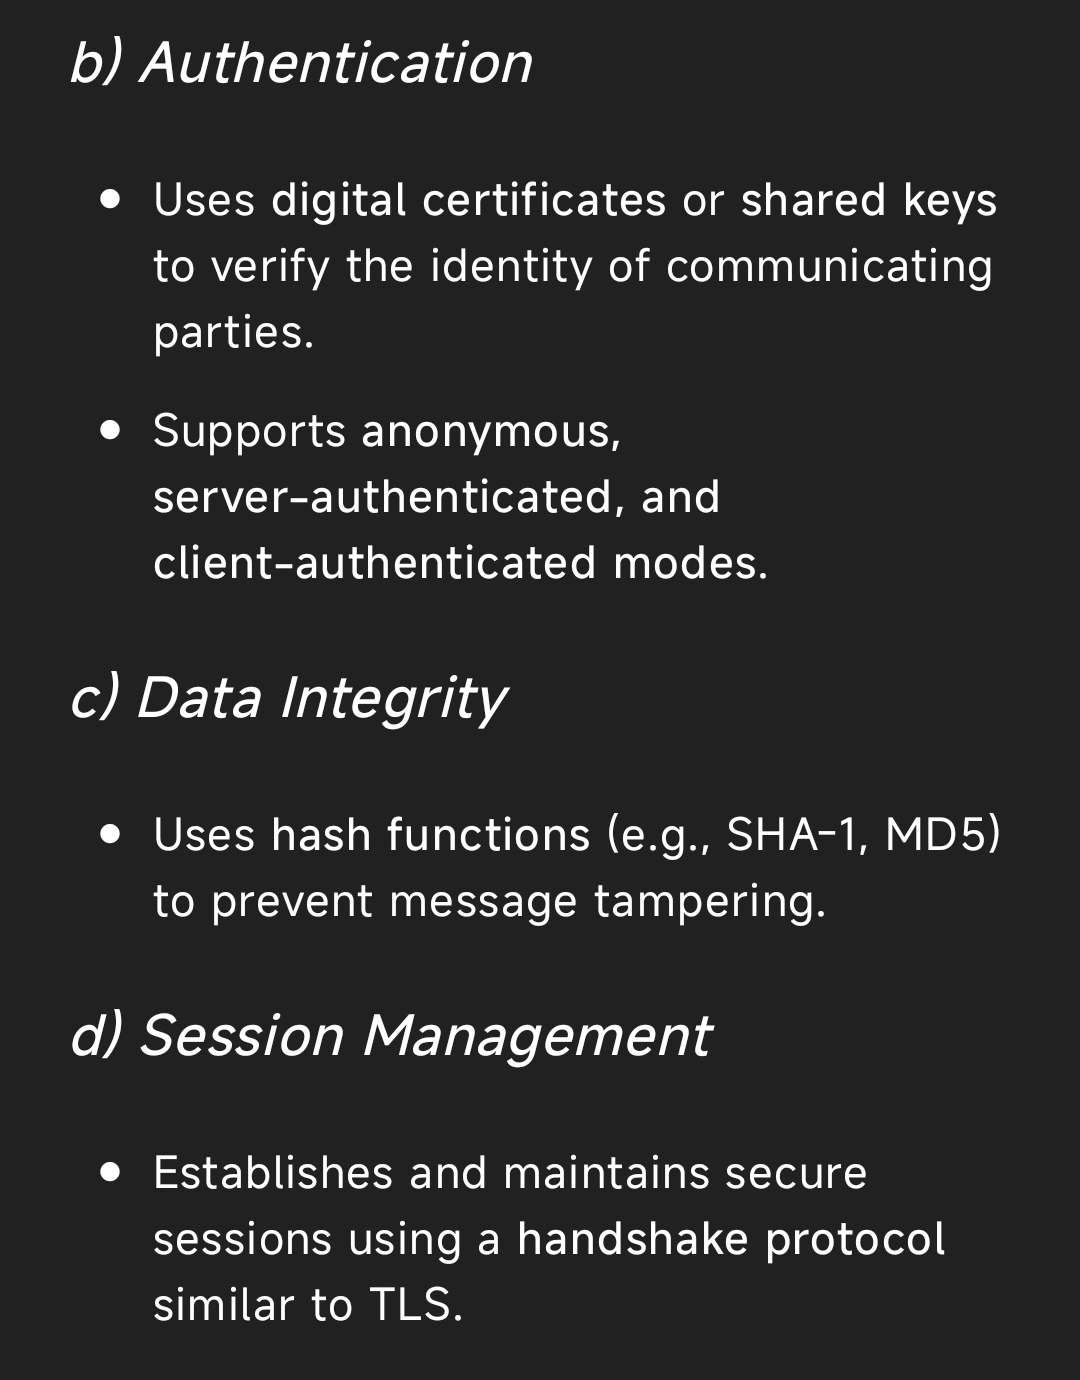 b) Authentication
• Uses digital certificates or shared keys
to verify the identity of communicating
parties.
• Supports anonymous,
server-authenticated, and
client-authenticated modes.
c) Data Integrity
• Uses hash functions (e.g., SHA-1, MD5)
to prevent message tampering.
d) Session Management
• Establishes and maintains secure
sessions using a handshake protocol
similar to TLS.